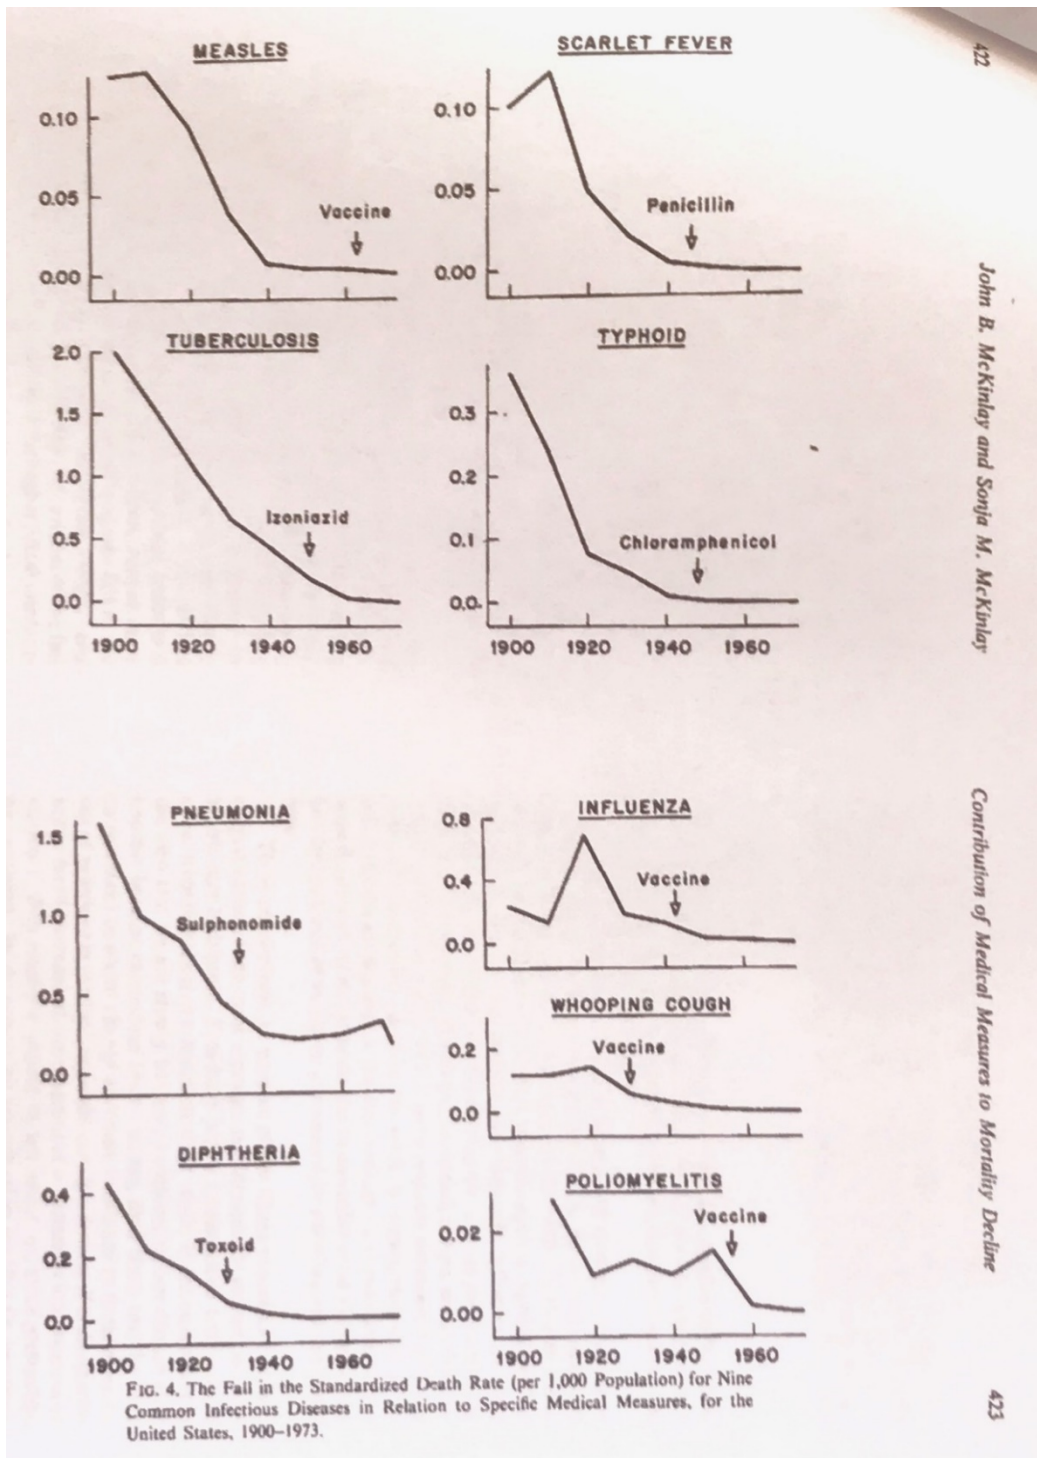 422
John B. McKinlay and Sonja M. McKinlay
MEASLES
0.10
0.05
0.00
Vaccine
SCARLET FEVER
0.10
0.05
0.00
Penicillin
TUBERCULOSIS
2.0
1.5
1.0
0.5
0.0
Izoniazid
1900 1920 1940 1960
TYPHOID
0.3
0.2
0.1
0.0
Chloramphenicol
1900 1920 1940 1960
Contribution of Medical Measures to Mortality Decline
423
PNEUMONIA
1.5
1.0
0.5
0.0
Sulphonomide
INFLUENZA
0.8
0.4
0.0
Vaccine
WHOOPING COUGH
0.2
0.0
Vaccine
DIPHTHERIA
0.4
0.2
0.0
Toxoid
1900 1920 1940 1960
POLIOMYELITIS
0.02
0.00
Vaccine
1900 1920 1940 1960
FIG. 4. The Fall in the Standardized Death Rate (per 1,000 Population) for Nine
Common Infectious Diseases in Relation to Specific Medical Measures, for the
United States, 1900–1973.